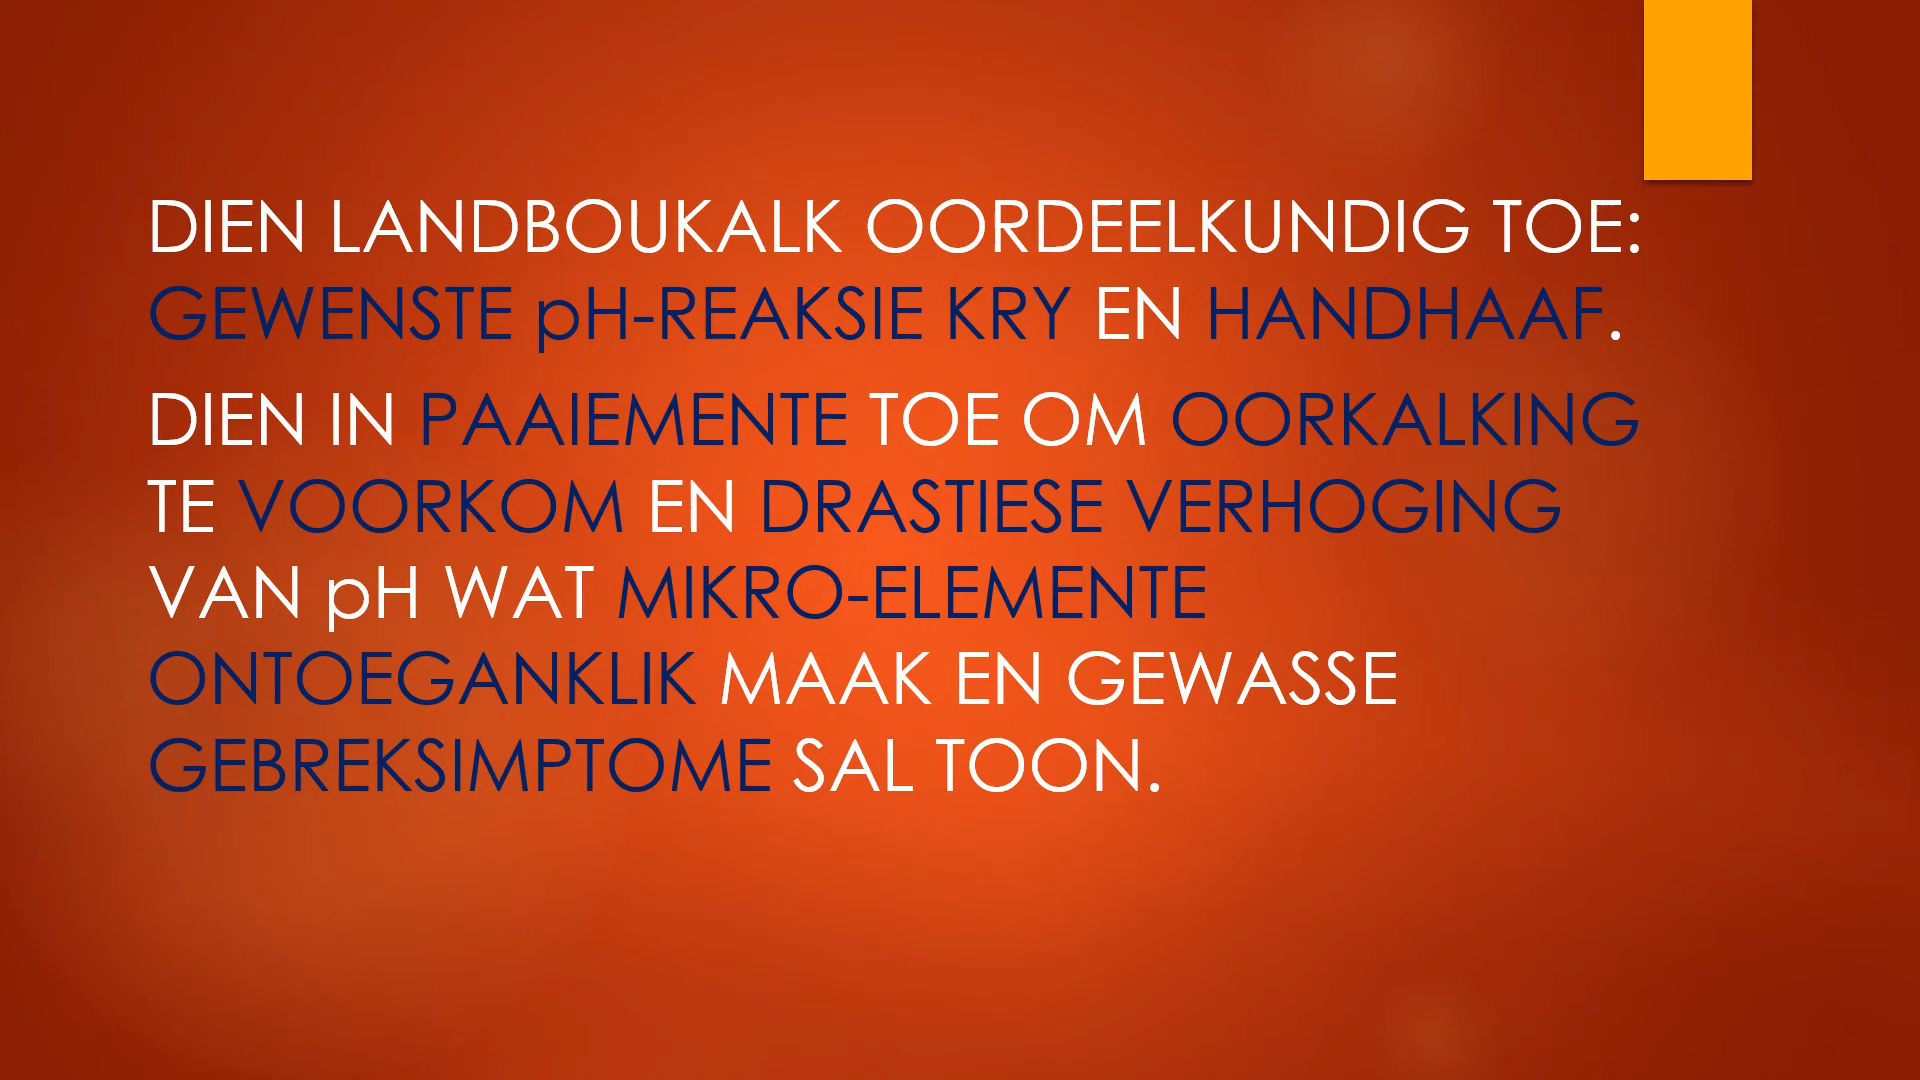 DIEN LANDBOUKALK OORDEELKUNDIG TOE:
GEWENSTE pH-REAKSIE KRY EN HANDHAAF.
DIEN IN PAAIEMENTE TOE OM OORKALKING
TE VOORKOM EN DRASTIESE VERHOGING
VAN pH WAT MIKRO-ELEMENTE
ONTOEGANKLIK MAAK EN GEWASSE
GEBREKSIMPTOME SAL TOON.